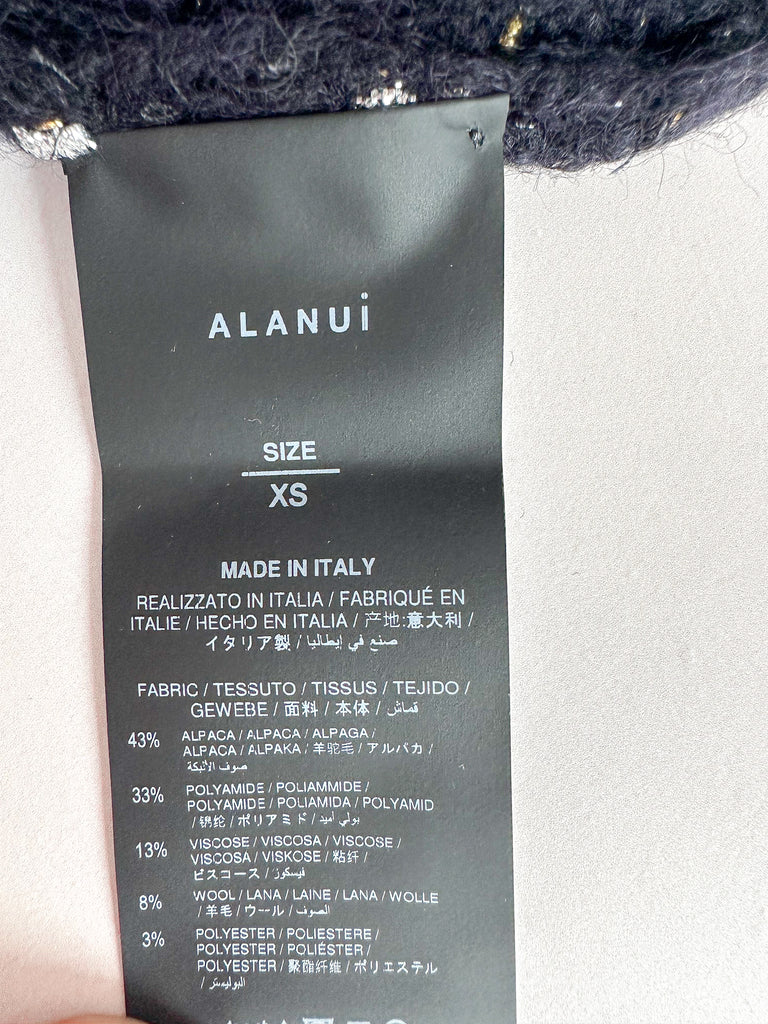 ALANUi
SIZE
XS
MADE IN ITALY
REALIZZATO IN ITALIA / FABRIQUÉ EN
ITALIE / HECHO EN ITALIA / 产地:意大利 /
イタリア製 / صنع في إيطاليا
FABRIC / TESSUTO / TISSUS / TEJIDO /
GEWEBE / 面料 / 本体 / قماش
43% ALPACA / ALPACA / ALPAGA /
ALPACA / ALPAKA / 羊驼毛 / アルパカ /
صوف الألبكة
33% POLYAMIDE / POLIAMMIDE /
POLYAMIDE / POLIAMIDA / POLYAMID
/ 锦纶 / ポリアミド / بولي أميد
13% VISCOSE / VISCOSA / VISCOSE /
VISCOSA / VISKOSE / 粘纤 /
ビスコース / فيسكوز
8% WOOL / LANA / LAINE / LANA / WOLLE
/ 羊毛 / ウール / الصوف
3% POLYESTER / POLIESTERE /
POLYESTER / POLIÉSTER /
POLYESTER / 聚酯纤维 / ポリエステル
/ البوليستر